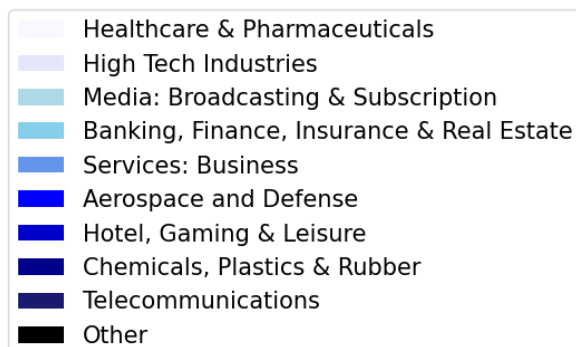 Healthcare & Pharmaceuticals
High Tech Industries
Media: Broadcasting & Subscription
Banking, Finance, Insurance & Real Estate
Services: Business
Aerospace and Defense
Hotel, Gaming & Leisure
Chemicals, Plastics & Rubber
Telecommunications
Other